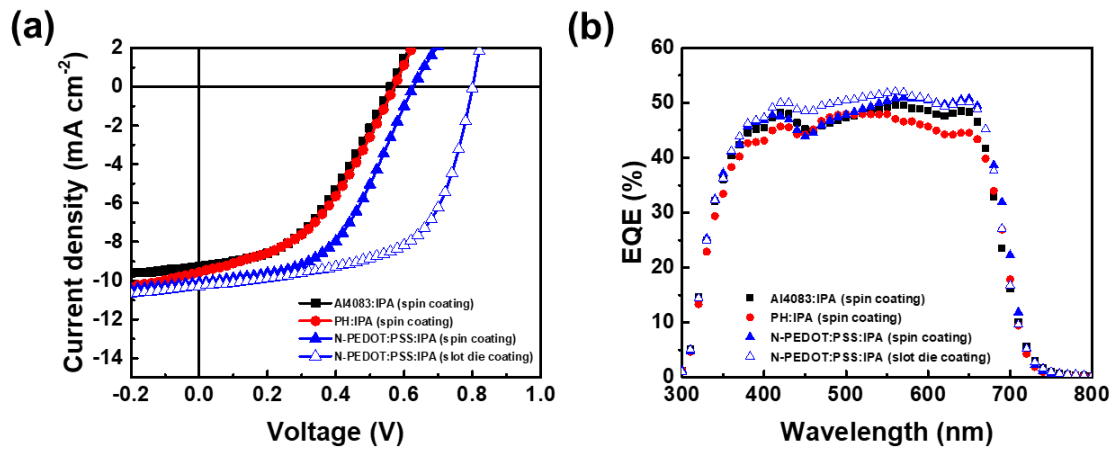 (a)
Current density (mA cm-2)
2
0
-2
-4
-6
-8
-10
-12
-14
AI4083:IPA (spin coating)
PH:IPA (spin coating)
N-PEDOT:PSS:IPA (spin coating)
N-PEDOT:PSS:IPA (slot die coating)
-0.2 0.0 0.2 0.4 0.6 0.8 1.0
Voltage (V)
(b)
EQE (%)
60
50
40
30
20
10
0
AI4083:IPA (spin coating)
PH:IPA (spin coating)
N-PEDOT:PSS:IPA (spin coating)
N-PEDOT:PSS:IPA (slot die coating)
300 400 500 600 700 800
Wavelength (nm)